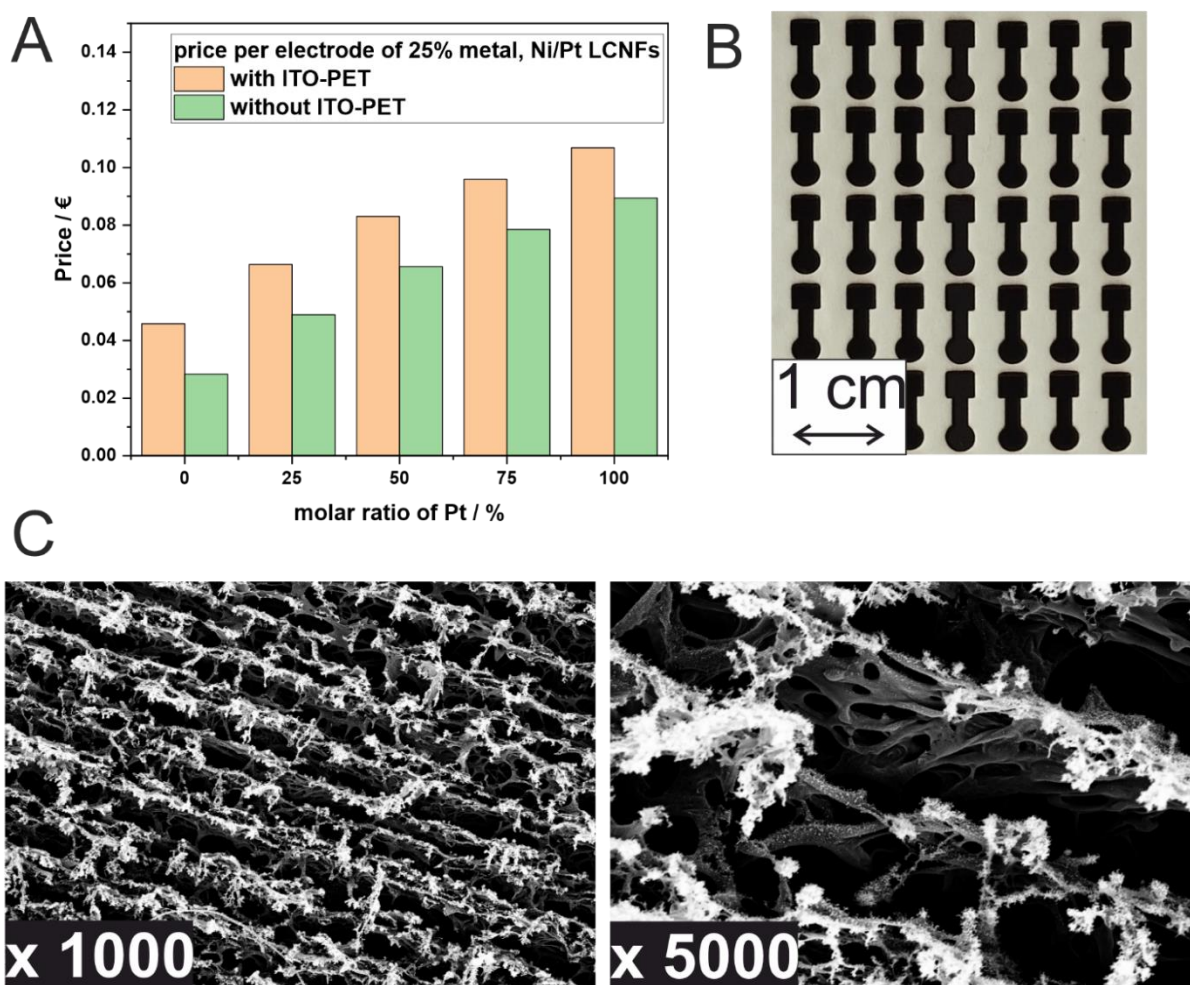 A
price per electrode of 25% metal, Ni/Pt LCNFs
with ITO-PET
without ITO-PET
0.14
0.12
0.10
0.08
0.06
0.04
0.02
0.00
Price / €
0
25
50
75
100
molar ratio of Pt / %
B
1 cm
C
x 1000
x 5000